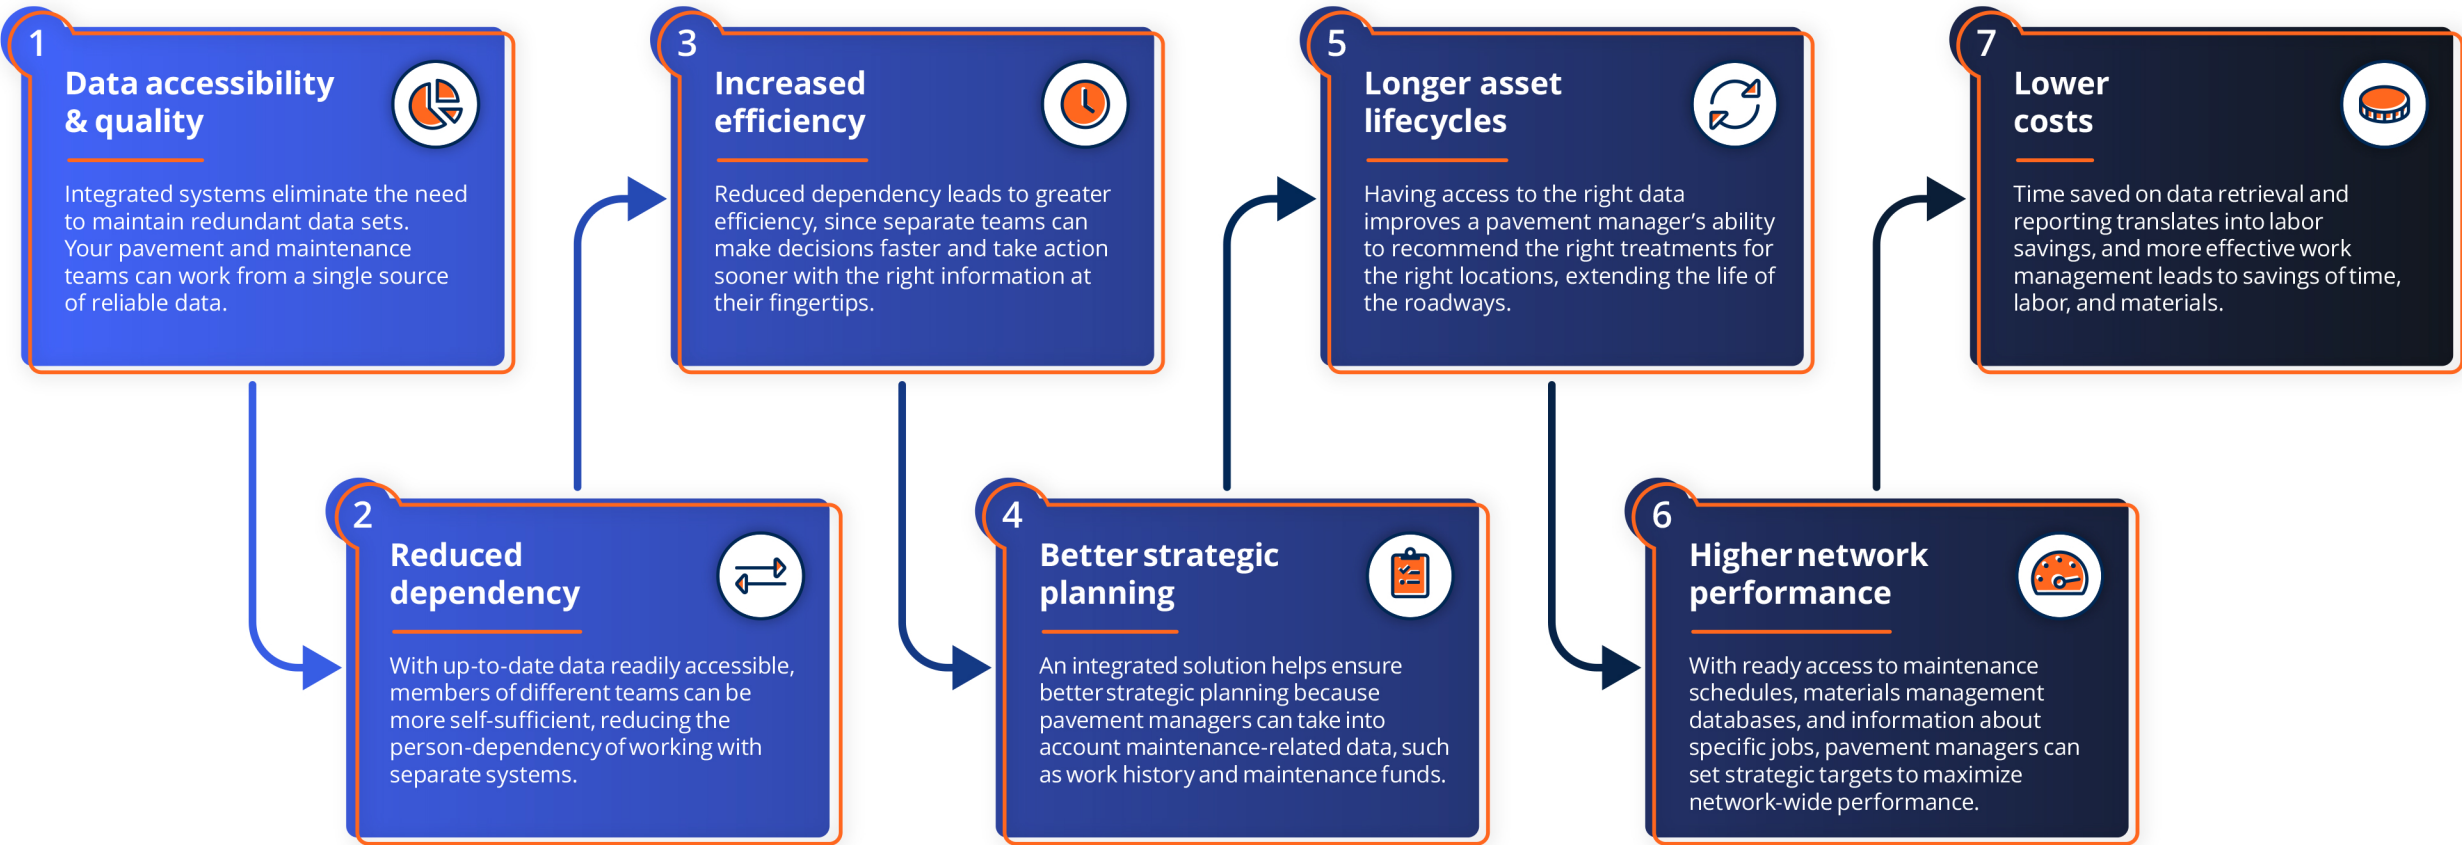 1
Data accessibility
& quality
Integrated systems eliminate the need
to maintain redundant data sets.
Your pavement and maintenance
teams can work from a single source
of reliable data.
2
Reduced
dependency
With up-to-date data readily accessible,
members of different teams can be
more self-sufficient, reducing the
person-dependency of working with
separate systems.
3
Increased
efficiency
Reduced dependency leads to greater
efficiency, since separate teams can
make decisions faster and take action
sooner with the right information at
their fingertips.
4
Better strategic
planning
An integrated solution helps ensure
better strategic planning because
pavement managers can take into
account maintenance-related data, such
as work history and maintenance funds.
5
Longer asset
lifecycles
Having access to the right data
improves a pavement manager’s ability
to recommend the right treatments for
the right locations, extending the life of
the roadways.
6
Higher network
performance
With ready access to maintenance
schedules, materials management
databases, and information about
specific jobs, pavement managers can
set strategic targets to maximize
network-wide performance.
7
Lower
costs
Time saved on data retrieval and
reporting translates into labor
savings, and more effective work
management leads to savings of time,
labor, and materials.